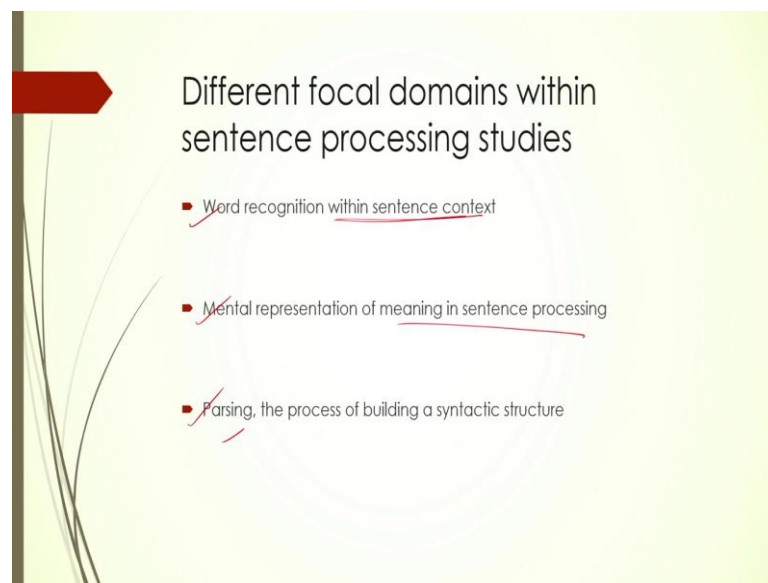 Different focal domains within
sentence processing studies
Word recognition within sentence context
Mental representation of meaning in sentence processing
Parsing, the process of building a syntactic structure